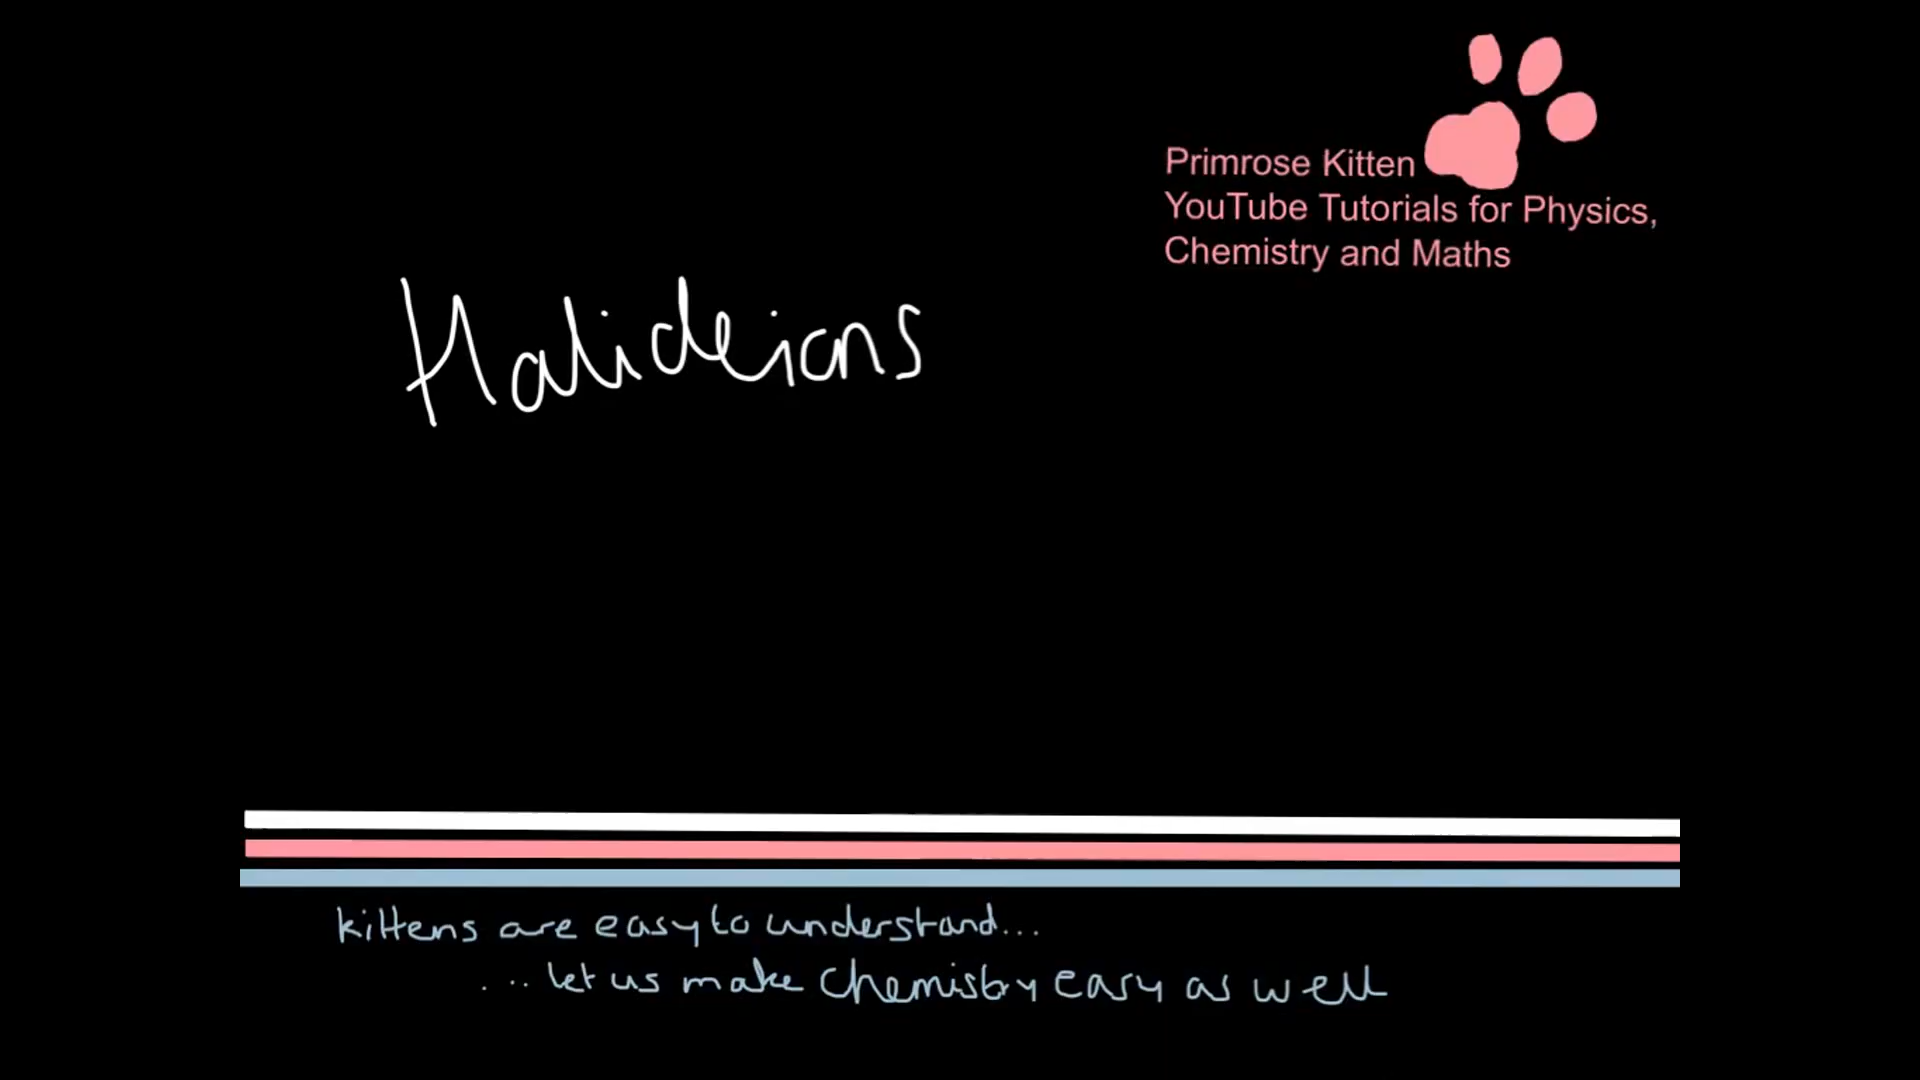 Primrose Kitten
YouTube Tutorials for Physics,
Chemistry and Maths
Halide ions
kittens are easy to understand...
... let us make chemistry easy as well